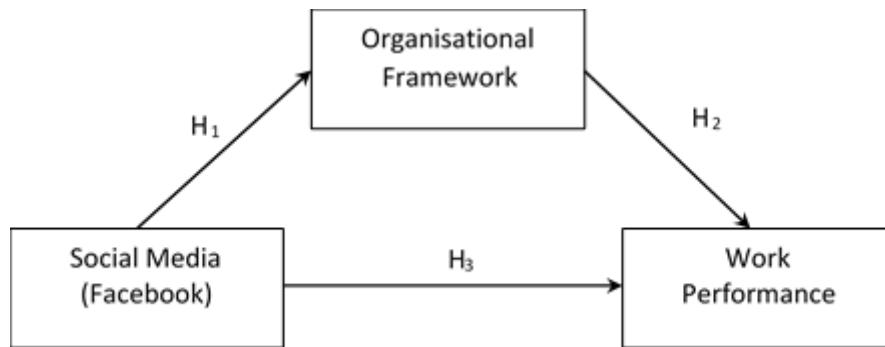 Organisational
Framework
H1
H2
Social Media
(Facebook)
H3
Work
Performance